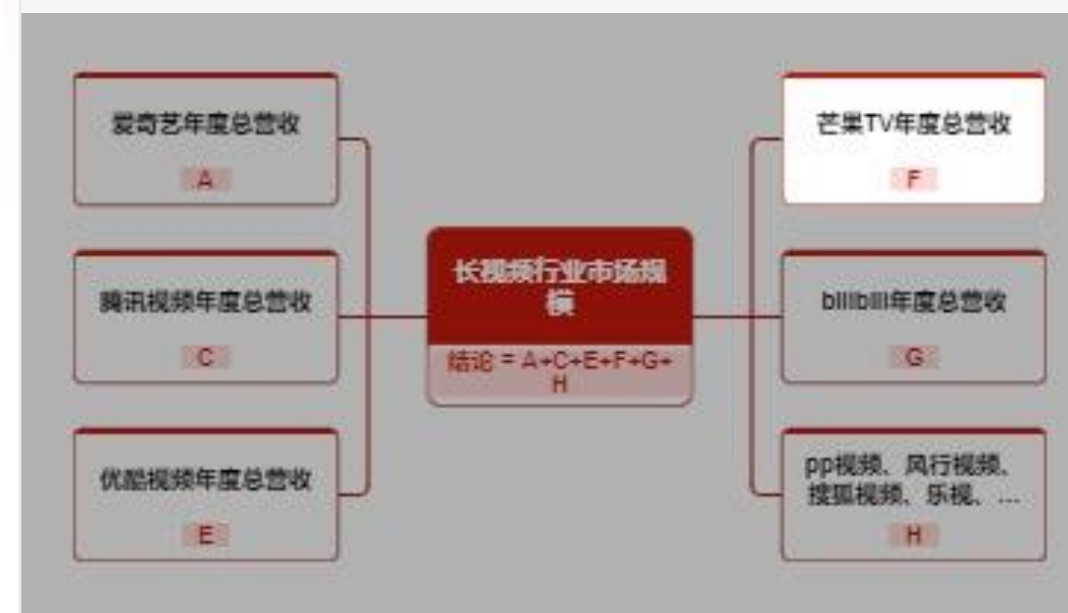 爱奇艺年度总营收
A
腾讯视频年度总营收
C
优酷视频年度总营收
E
长视频行业市场规
模
结论 = A+C+E+F+G+
H
芒果TV年度总营收
F
bilibili年度总营收
G
pp视频、风行视频、
搜狐视频、乐视、...
H